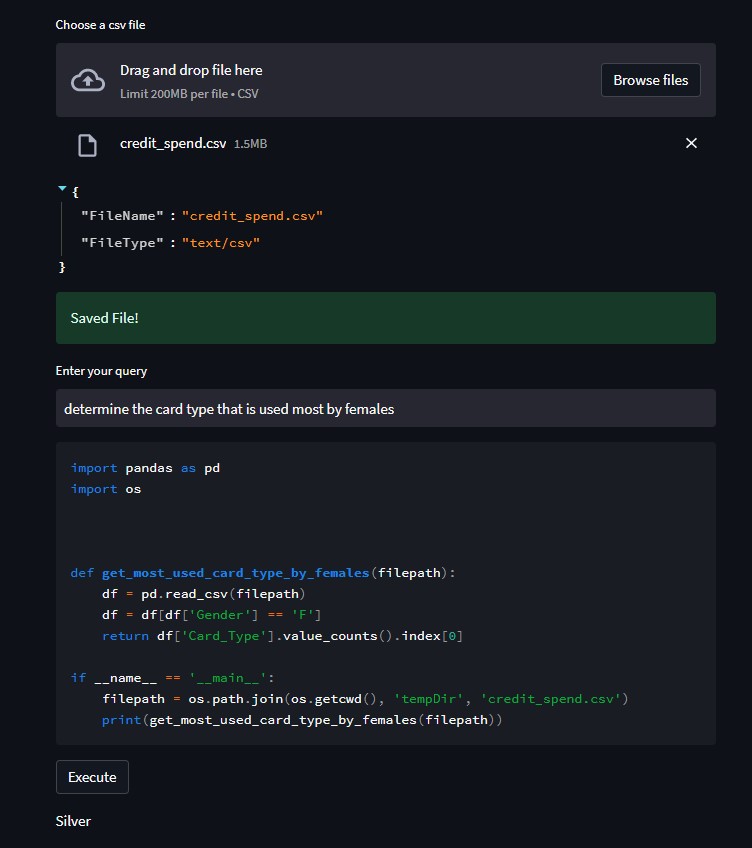 Choose a csv file
Drag and drop file here
Limit 200MB per file • CSV
Browse files
credit_spend.csv 1.5MB
{
"FileName" : "credit_spend.csv"
"FileType" : "text/csv"
}
Saved File!
Enter your query
determine the card type that is used most by females
import pandas as pd
import os
def get_most_used_card_type_by_females(filepath):
    df = pd.read_csv(filepath)
    df = df[df['Gender'] == 'F']
    return df['Card_Type'].value_counts().index[0]
if __name__ == '__main__':
    filepath = os.path.join(os.getcwd(), 'tempDir', 'credit_spend.csv')
    print(get_most_used_card_type_by_females(filepath))
Execute
Silver